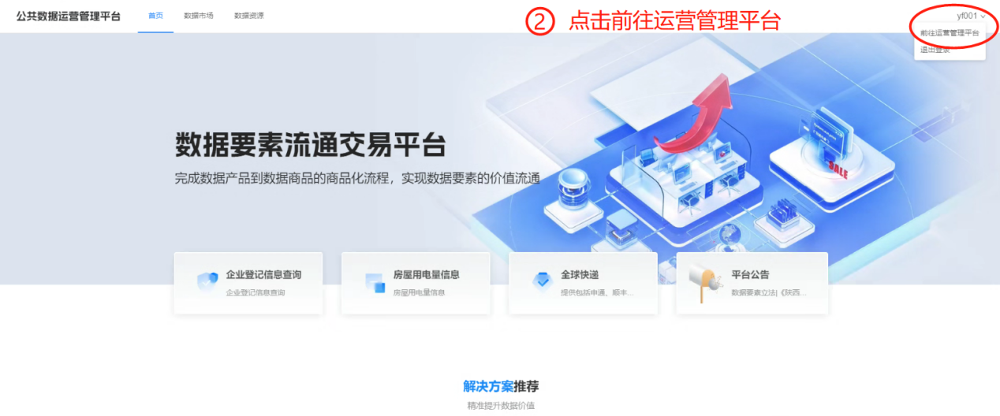 公共数据运营管理平台 首页 数据市场 数据资源 ② 点击前往运营管理平台 yf001
前往运营管理平台
退出登录
数据要素流通交易平台
完成数据产品到数据商品的商品化流程，实现数据要素的价值流通
SALE
企业登记信息查询
企业登记信息查询
房屋用电量信息
房屋用电量信息
全球快递
提供包括申通、顺丰...
平台公告
数据要素立法|《陕西...
解决方案推荐
精准提升数据价值